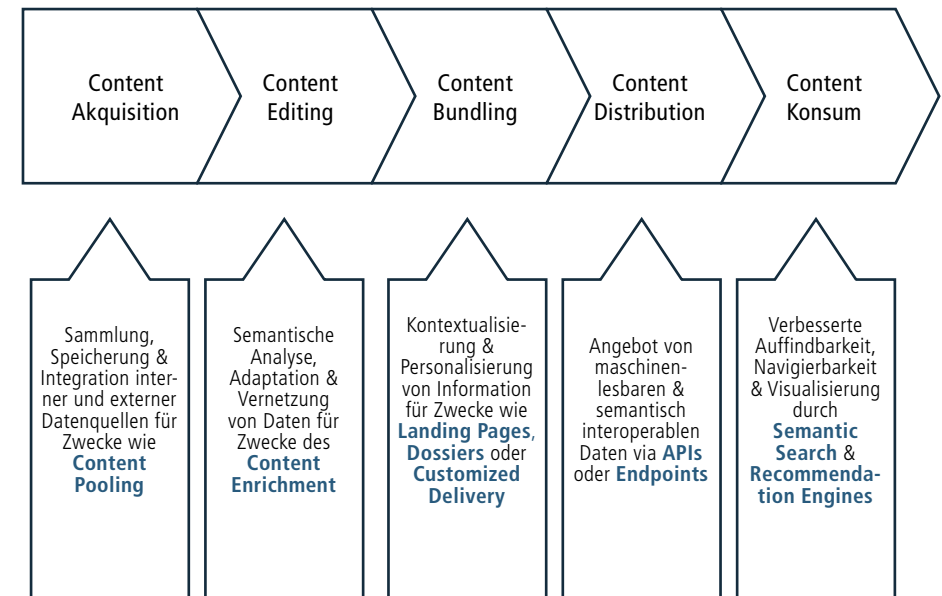 Content
Akquisition
Content
Editing
Content
Bundling
Content
Distribution
Content
Konsum
Sammlung,
Speicherung &
Integration inter-
ner und externer
Datenquellen für
Zwecke wie
Content
Pooling
Semantische
Analyse,
Adaptation &
Vernetzung
von Daten für
Zwecke des
Content
Enrichment
Kontextualisie-
rung &
Personalisierung
von Information
für Zwecke wie
Landing Pages,
Dossiers oder
Customized
Delivery
Angebot von
maschinen-
lesbaren &
semantisch
interoperablen
Daten via APIs
oder Endpoints
Verbesserte
Auffindbarkeit,
Navigierbarkeit
& Visualisierung
durch
Semantic
Search &
Recommenda-
tion Engines